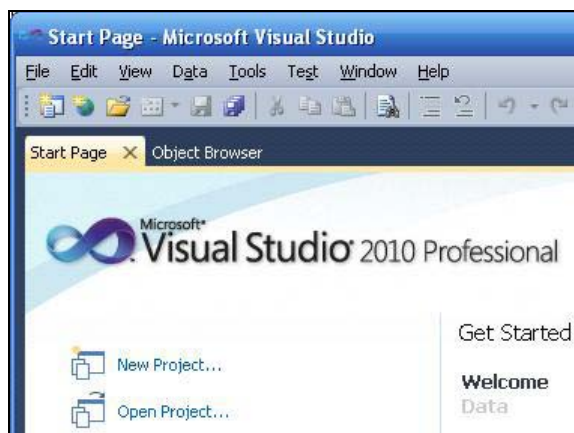 Start Page - Microsoft Visual Studio
File Edit View Data Tools Test Window Help
Start Page Object Browser
Microsoft®
Visual Studio® 2010 Professional
Get Started
New Project...
Welcome
Open Project...
Data